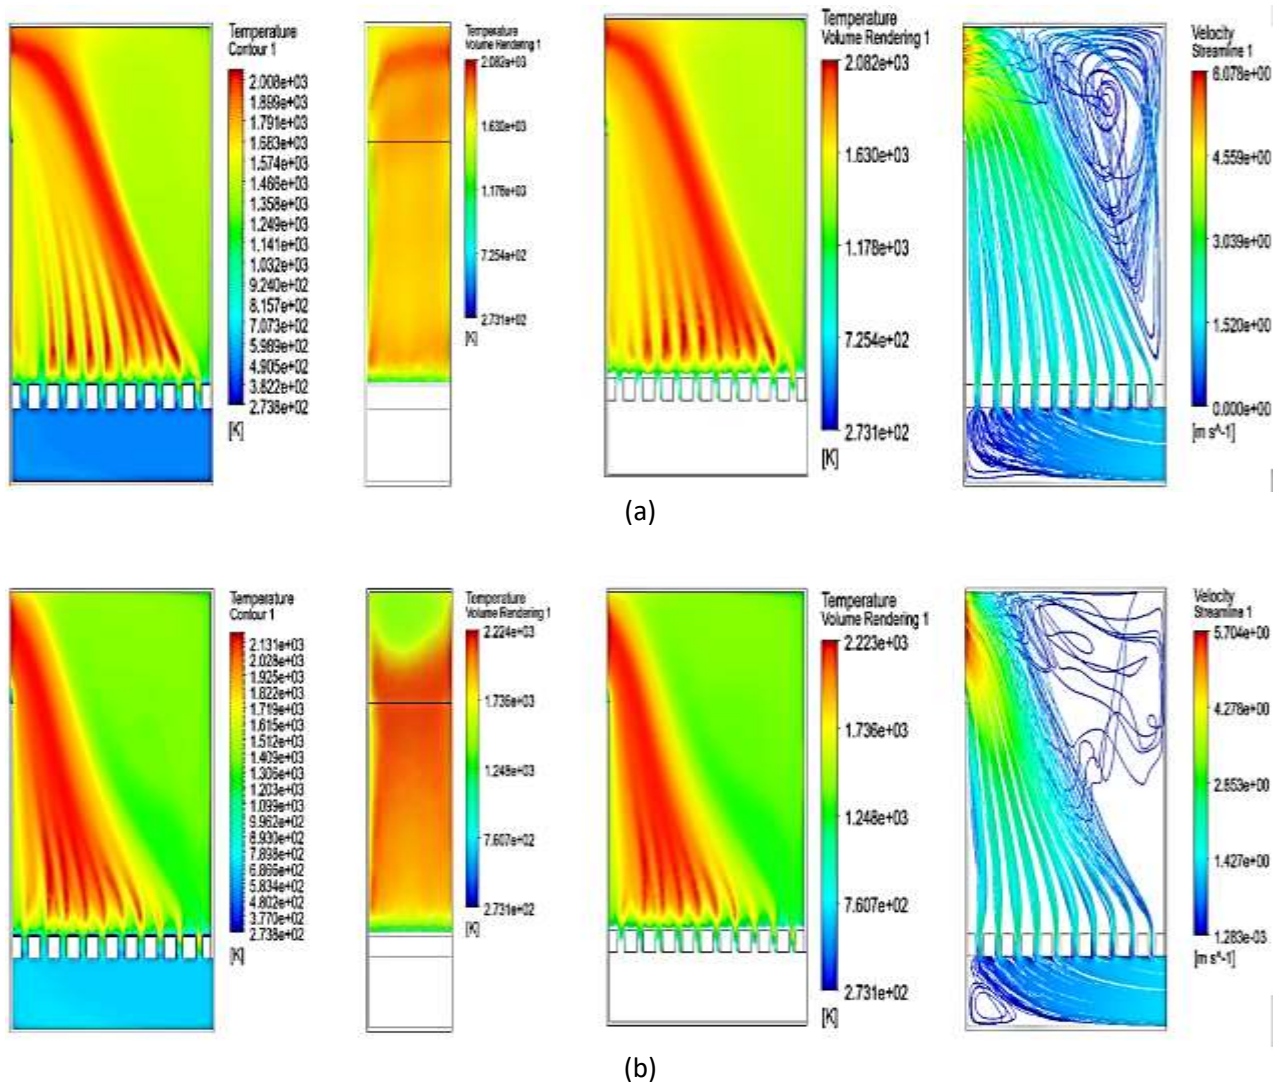 Temperature
Contour 1
2.008e+03
1.899e+03
1.791e+03
1.683e+03
1.574e+03
1.466e+03
1.358e+03
1.249e+03
1.141e+03
1.032e+03
9.240e+02
8.157e+02
7.073e+02
5.989e+02
4.905e+02
3.822e+02
2.738e+02
[K]
Temperature
Volume Rendering 1
2.082e+03
1.630e+03
1.178e+03
7.254e+02
2.731e+02
[K]
Temperature
Volume Rendering 1
2.082e+03
1.630e+03
1.178e+03
7.254e+02
2.731e+02
[K]
Velocity
Streamline 1
6.078e+00
4.559e+00
3.039e+00
1.520e+00
0.000e+00
[m s^-1]
(a)
Temperature
Contour 1
2.131e+03
2.028e+03
1.925e+03
1.822e+03
1.719e+03
1.615e+03
1.512e+03
1.409e+03
1.306e+03
1.203e+03
1.099e+03
9.962e+02
8.930e+02
7.898e+02
6.866e+02
5.834e+02
4.802e+02
3.770e+02
2.738e+02
[K]
Temperature
Volume Rendering 1
2.224e+03
1.736e+03
1.248e+03
7.607e+02
2.731e+02
[K]
Temperature
Volume Rendering 1
2.223e+03
1.736e+03
1.248e+03
7.607e+02
2.731e+02
[K]
Velocity
Streamline 1
5.704e+00
4.278e+00
2.853e+00
1.427e+00
1.283e-03
[m s^-1]
(b)